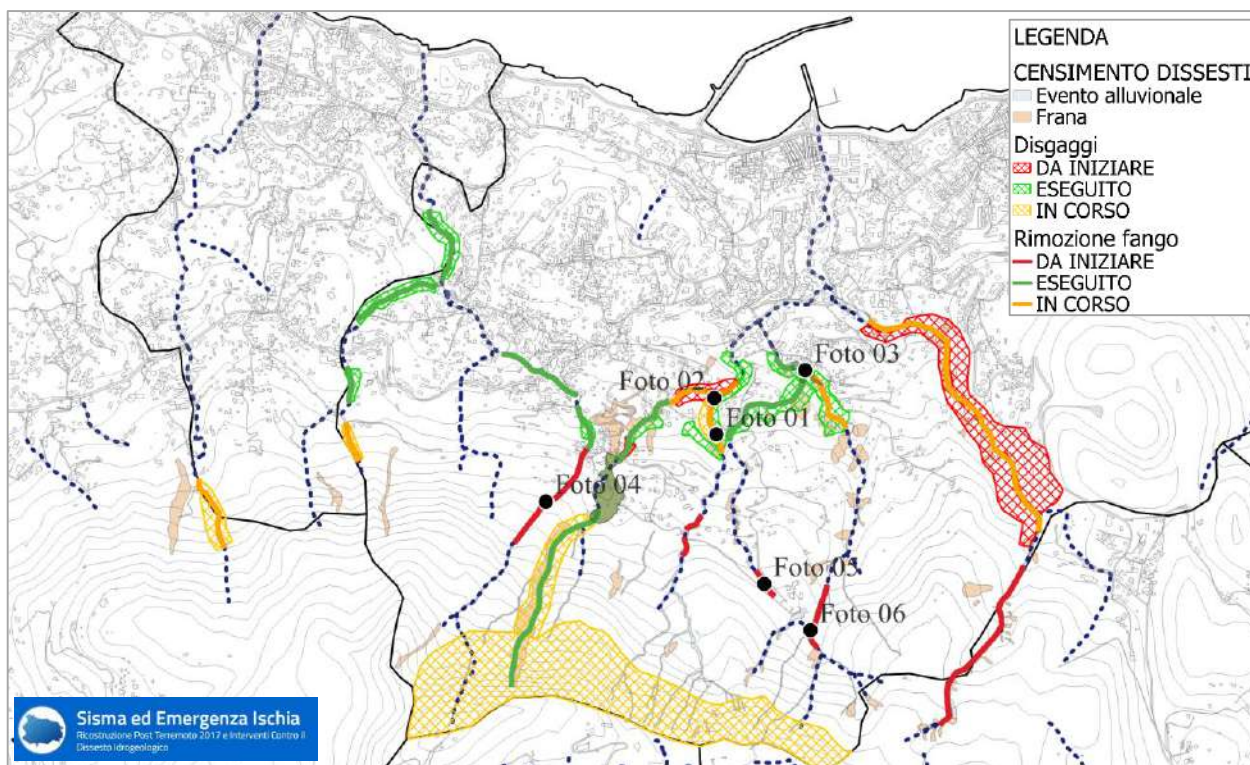 LEGENDA
CENSIMENTO DISSESTI
Evento alluvionale
Frana
Disgaggi
DA INIZIARE
ESEGUITO
IN CORSO
Rimozione fango
DA INIZIARE
ESEGUITO
IN CORSO
Foto 03
Foto 02
Foto 01
Foto 04
Foto 05
Foto 06
Sisma ed Emergenza Ischia
Ricostruzione Post Terremoto 2017 e Interventi Contro il
Dissesto Idrogeologico